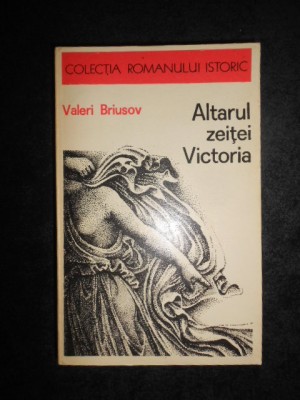 COLECȚIA ROMANULUI ISTORIC
Valeri Briusov
Altarul
zeiței
Victoria